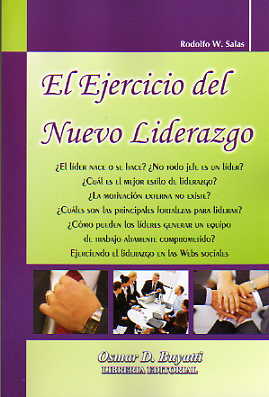 Rodolfo W. Salas
El Ejercicio del
Nuevo Liderazgo
¿El líder nace o se hace? ¿No todo jefe es un líder?
¿Cuál es el mejor estilo de liderazgo?
¿La motivación externa no existe?
¿Cuáles son las principales fortalezas para liderar?
¿Cómo pueden los líderes generar un equipo
de trabajo altamente comprometido?
Ejerciendo el liderazgo en las Webs sociales
Osmar D. Buyatti
LIBRERIA EDITORIAL